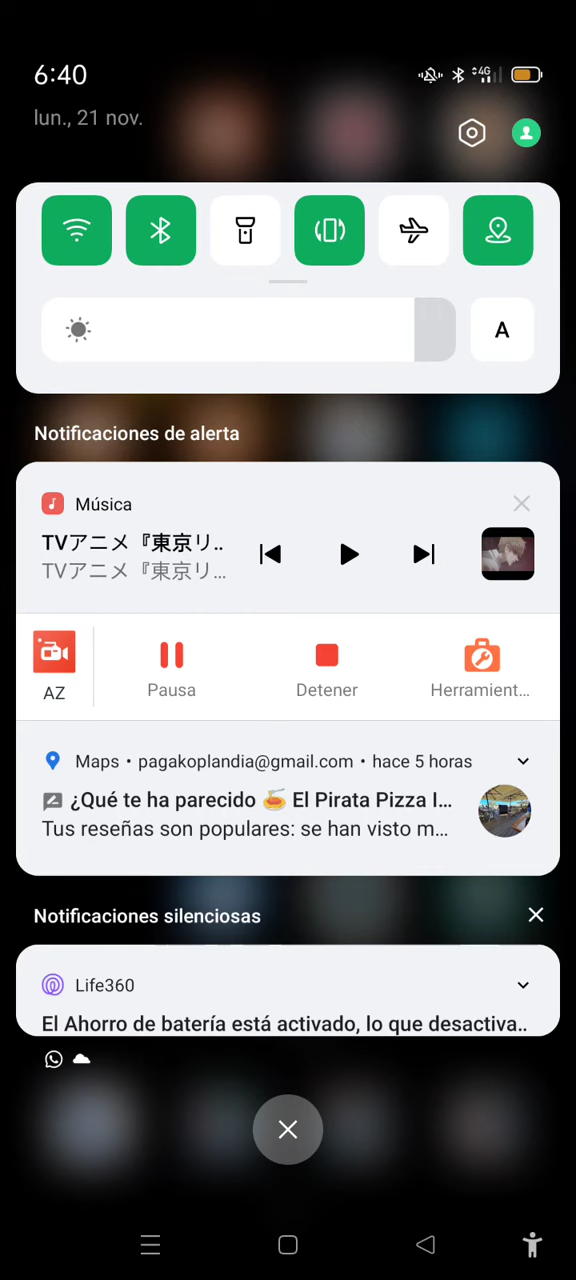 6:40
4G
lun., 21 nov.
A
Notificaciones de alerta
Música
TVアニメ『東京リ..
TVアニメ『東京リ...
AZ
Pausa
Detener
Herramient...
Maps • pagakoplandia@gmail.com • hace 5 horas
¿Qué te ha parecido 🍝 El Pirata Pizza I...
Tus reseñas son populares: se han visto m...
Notificaciones silenciosas
Life360
El Ahorro de batería está activado, lo que desactiva..